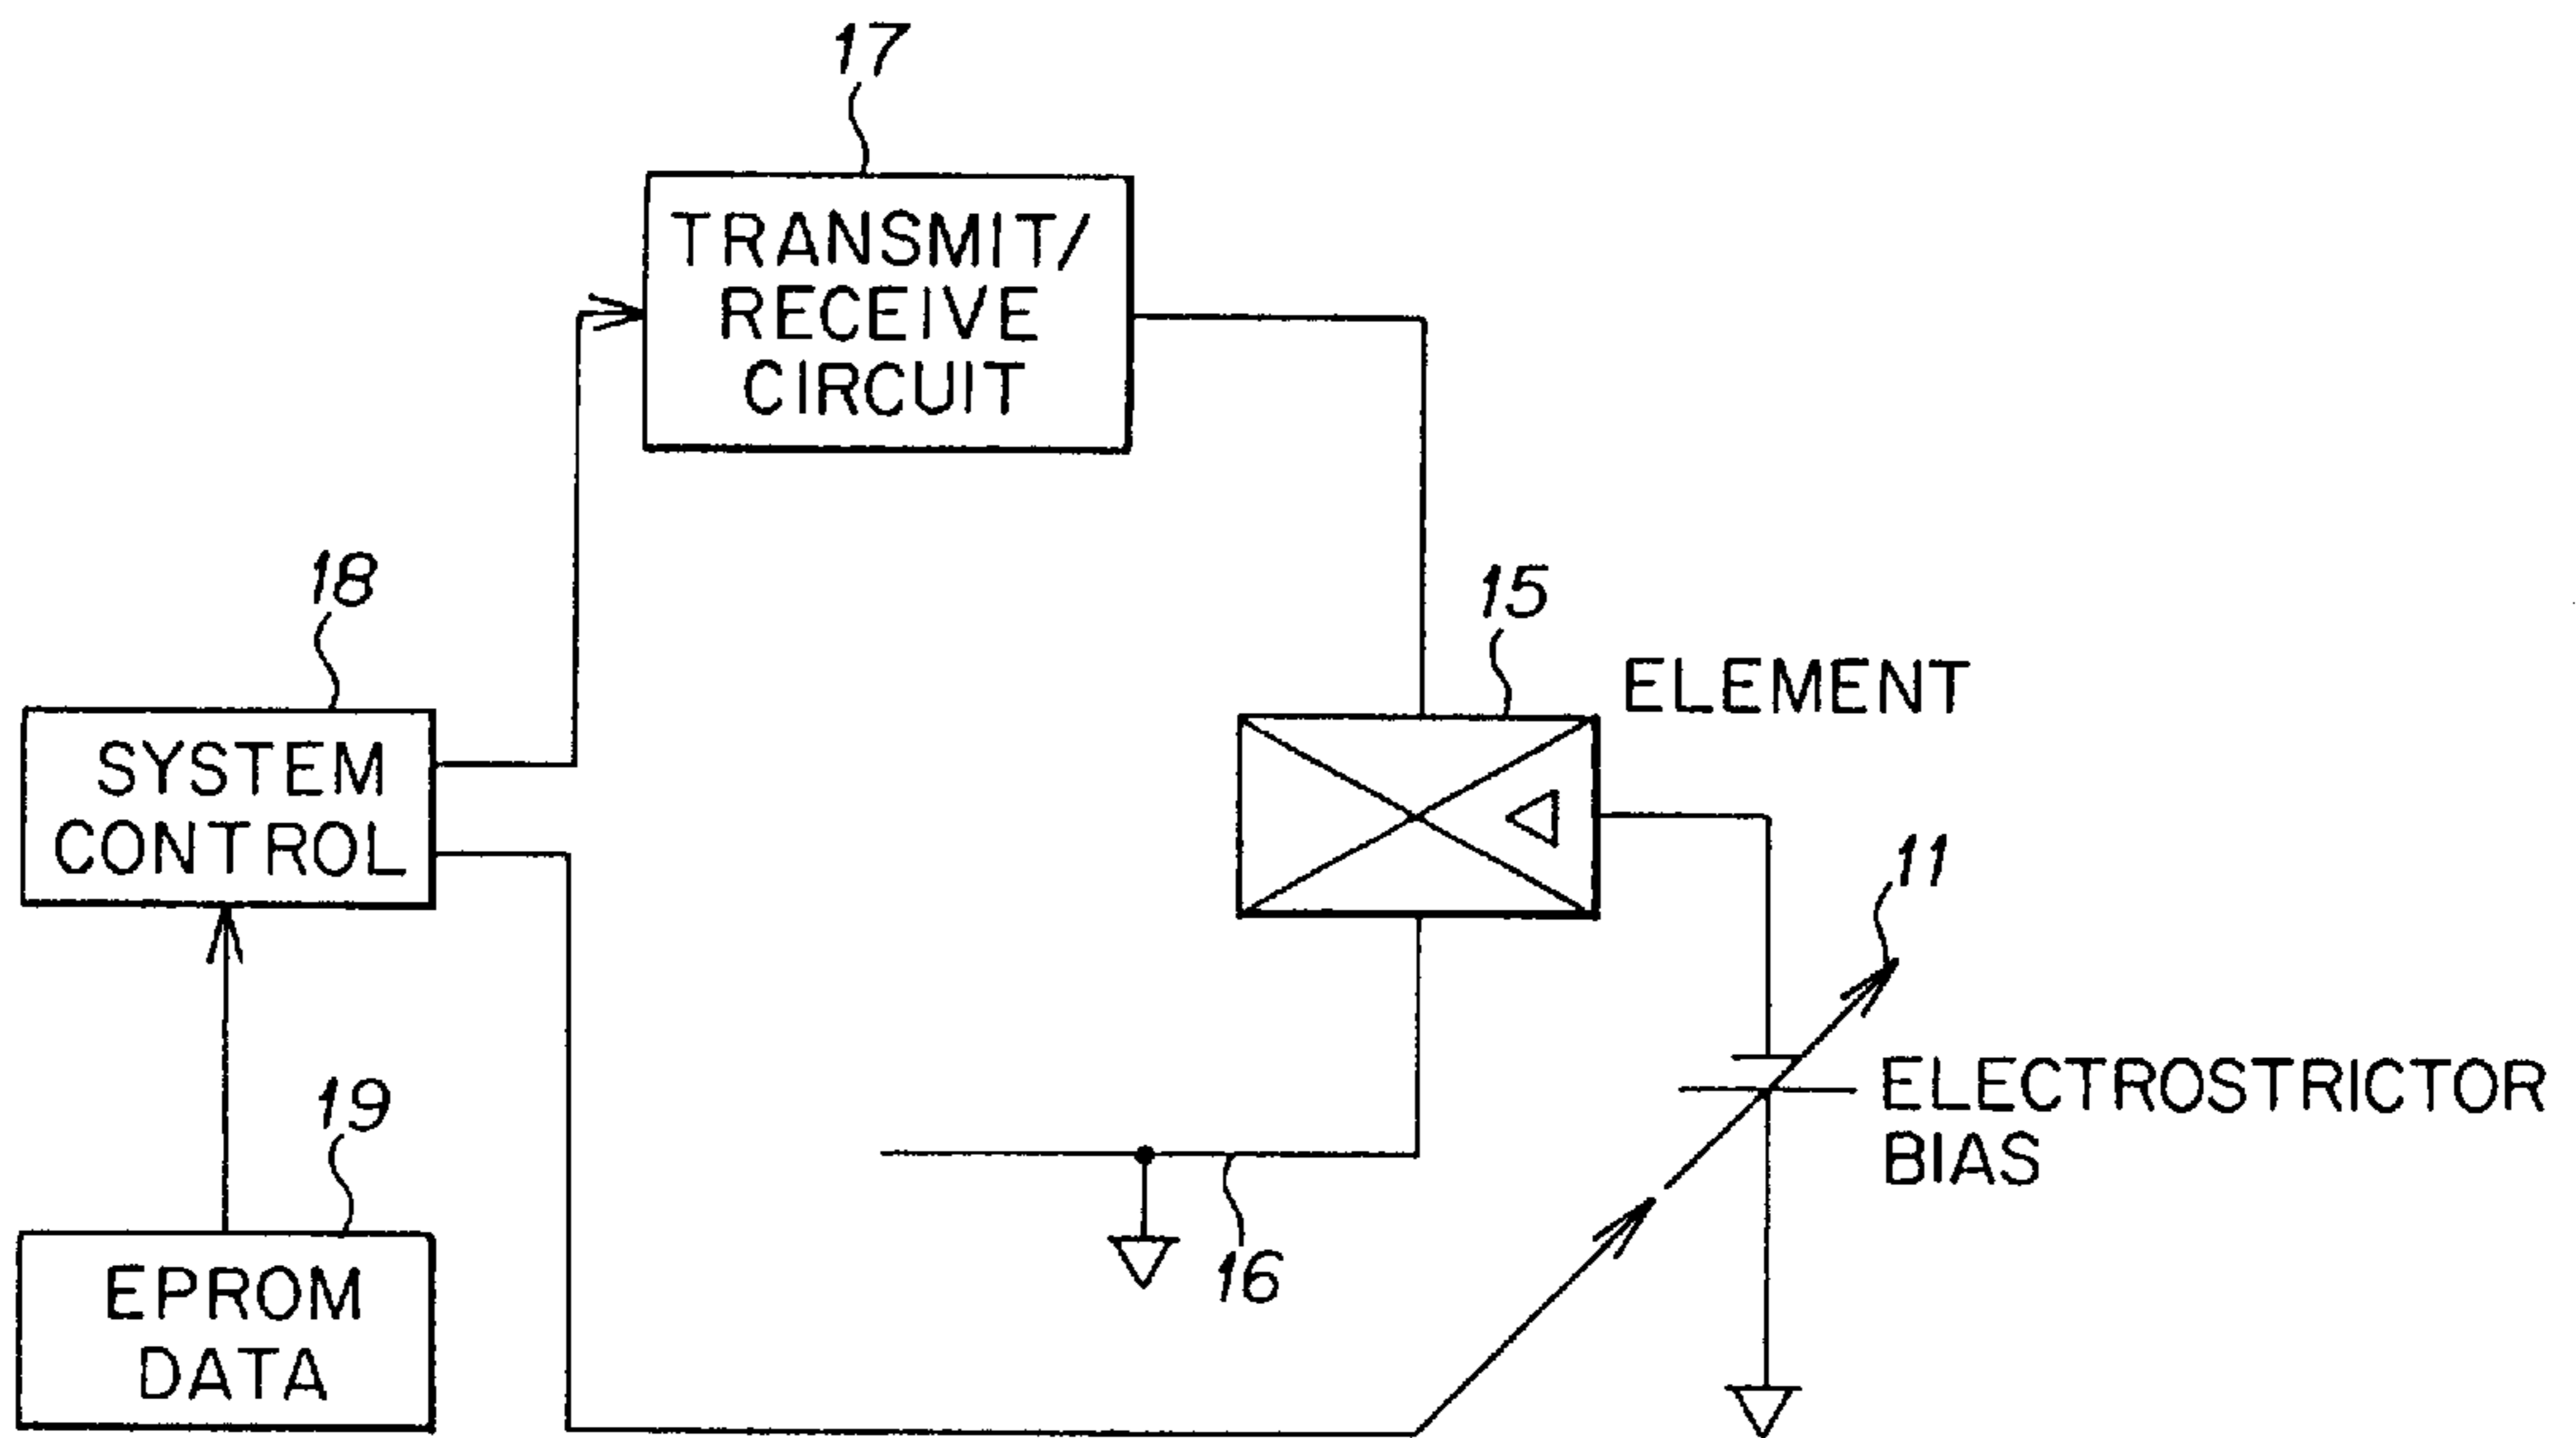 17
TRANSMIT/
RECEIVE
CIRCUIT
18
SYSTEM
CONTROL
15
ELEMENT
11
ELECTROSTRICTOR
BIAS
16
19
EPROM
DATA